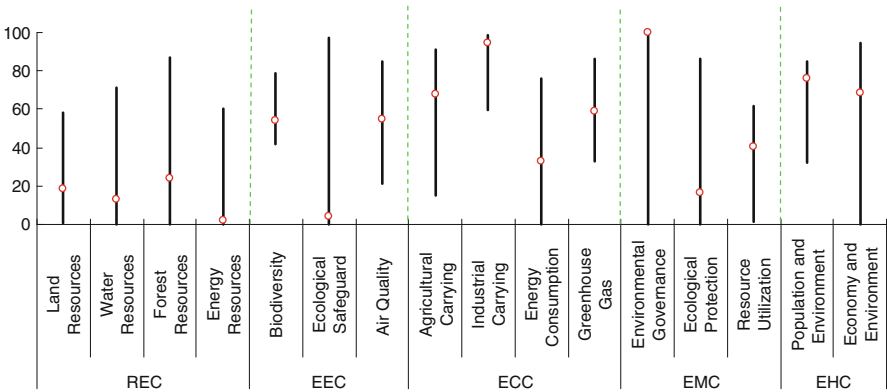 100
80
60
40
20
0
Land
Resources
Water
Resources
Forest
Resources
Energy
Resources
Biodiversity
Ecological
Safeguard
Air Quality
Agricultural
Carrying
Industrial
Carrying
Energy
Consumption
Greenhouse
Gas
Environmental
Governance
Ecological
Protection
Resource
Utilization
Population and
Environment
Economy and
Environment
REC
EEC
ECC
EMC
EHC